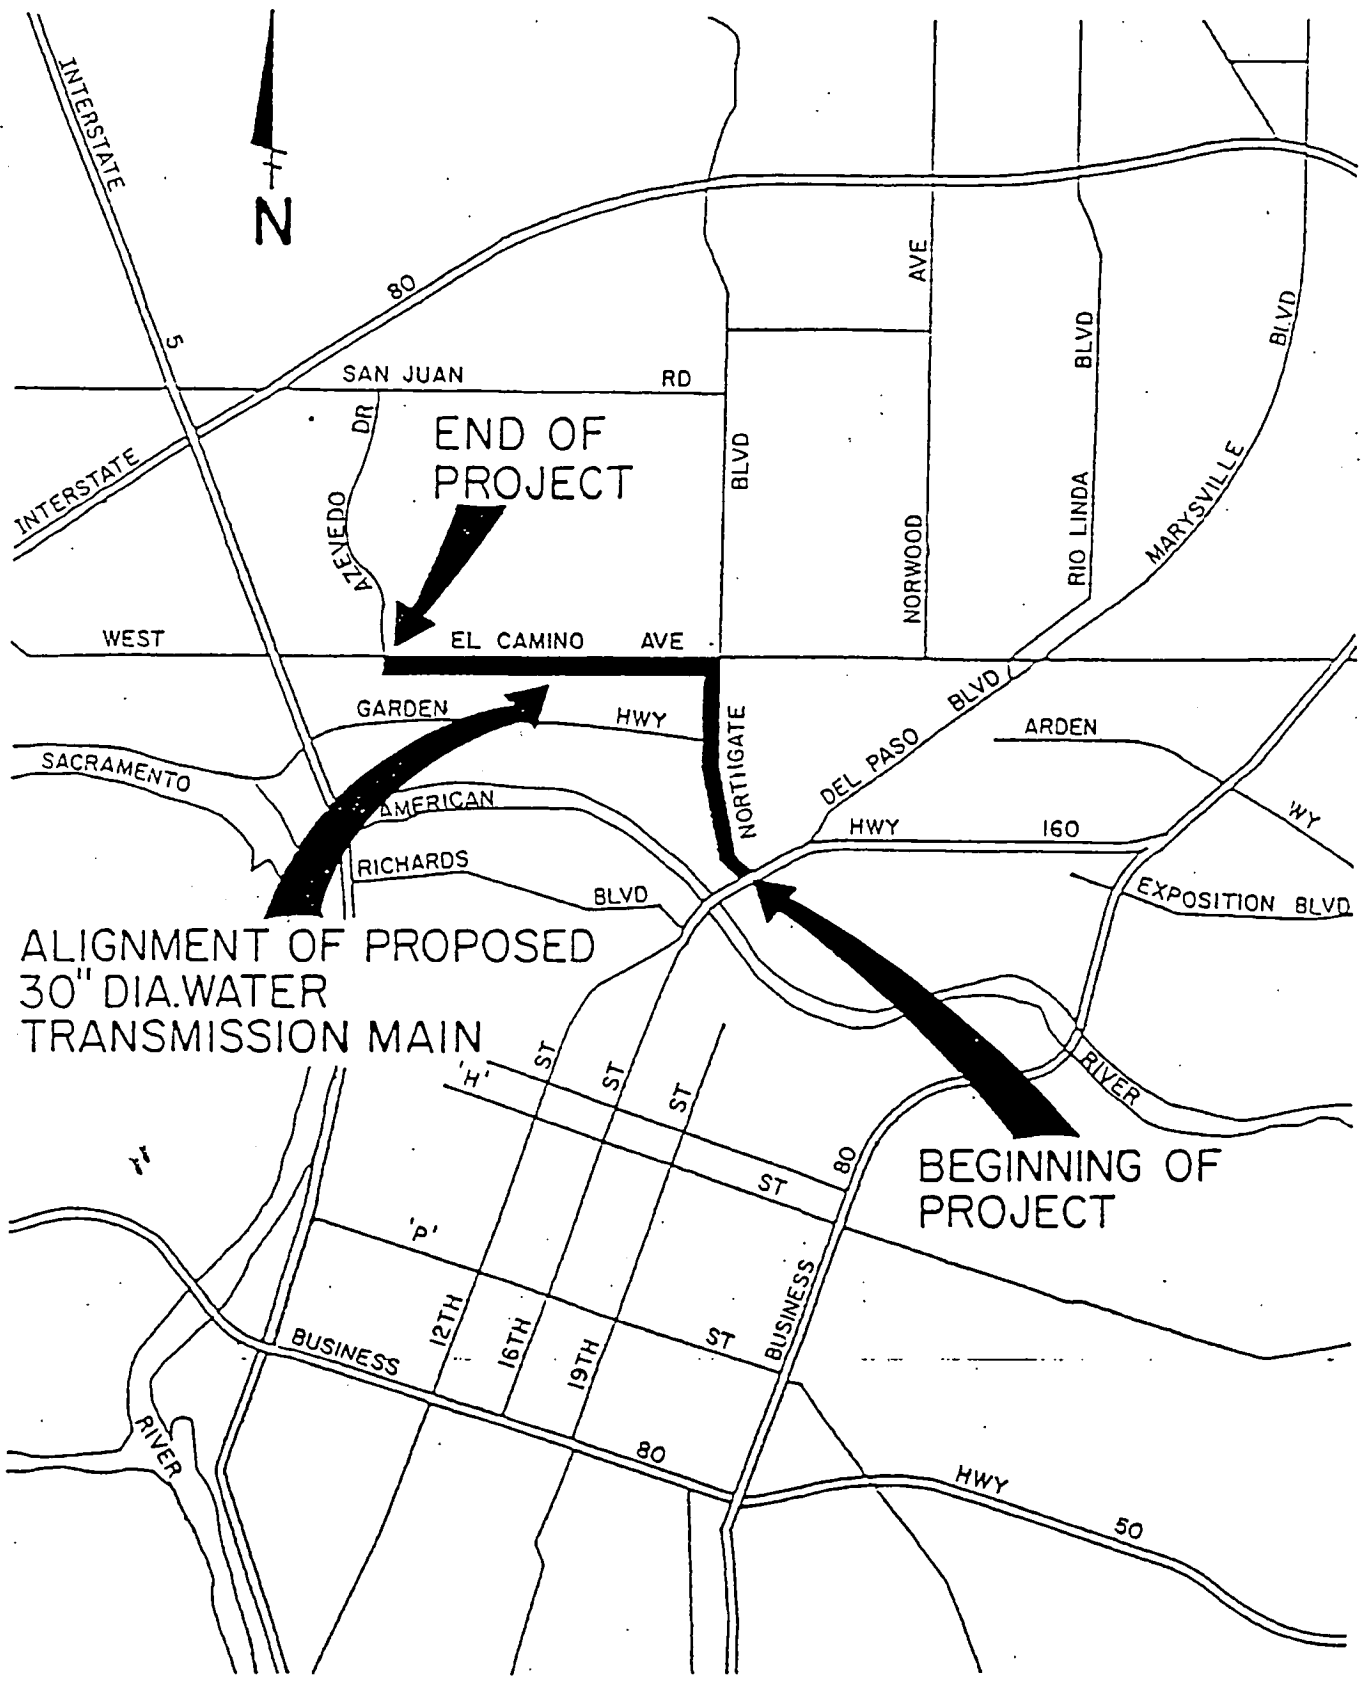 INTERSTATE
N
80
5
AVE
BLVD
BLVD
SAN JUAN RD
DR
END OF
PROJECT
BLVD
INTERSTATE
AZEVEDO
NORWOOD
RIO LINDA
MARYSVILLE
WEST EL CAMINO AVE
GARDEN HWY
NORTHGATE
BLVD
DEL PASO
ARDEN
WY
SACRAMENTO
AMERICAN
HWY 160
RICHARDS
BLVD
EXPOSITION BLVD
ALIGNMENT OF PROPOSED
30" DIA.WATER
TRANSMISSION MAIN
ST
ST
ST
'H'
ST
RIVER
80
BEGINNING OF
PROJECT
'P'
ST
BUSINESS
12TH
16TH
19TH
BUSINESS
80
RIVER
HWY
50